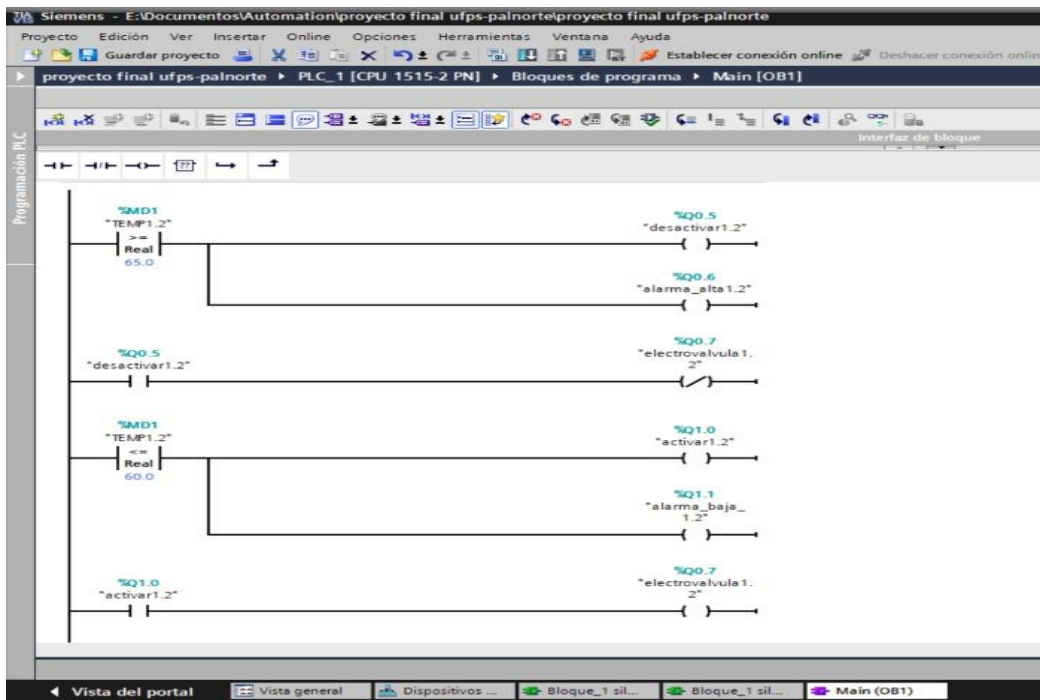 Siemens - E:\Documentos\Automation\proyecto final ufps-palnorte\proyecto final ufps-palnorte
Proyecto Edición Ver Insertar Online Opciones Herramientas Ventana Ayuda
Guardar proyecto Establecer conexión online Deshacer conexión onlin
proyecto final ufps-palnorte ▸ PLC_1 [CPU 1515-2 PN] ▸ Bloques de programa ▸ Main [OB1]
Interfaz de bloque
Programación PLC
%MD1
"TEMP1.2"
>=
Real
65.0
%Q0.5
"desactivar1.2"
%Q0.6
"alarma_alta1.2"
%Q0.5
"desactivar1.2"
%Q0.7
"electrovalvula1.
2"
%MD1
"TEMP1.2"
<=
Real
60.0
%Q1.0
"activar1.2"
%Q1.1
"alarma_baja_
1.2"
%Q1.0
"activar1.2"
%Q0.7
"electrovalvula1.
2"
Vista del portal Vista general Dispositivos ... Bloque_1 sil... Bloque_1 sil... Main (OB1)